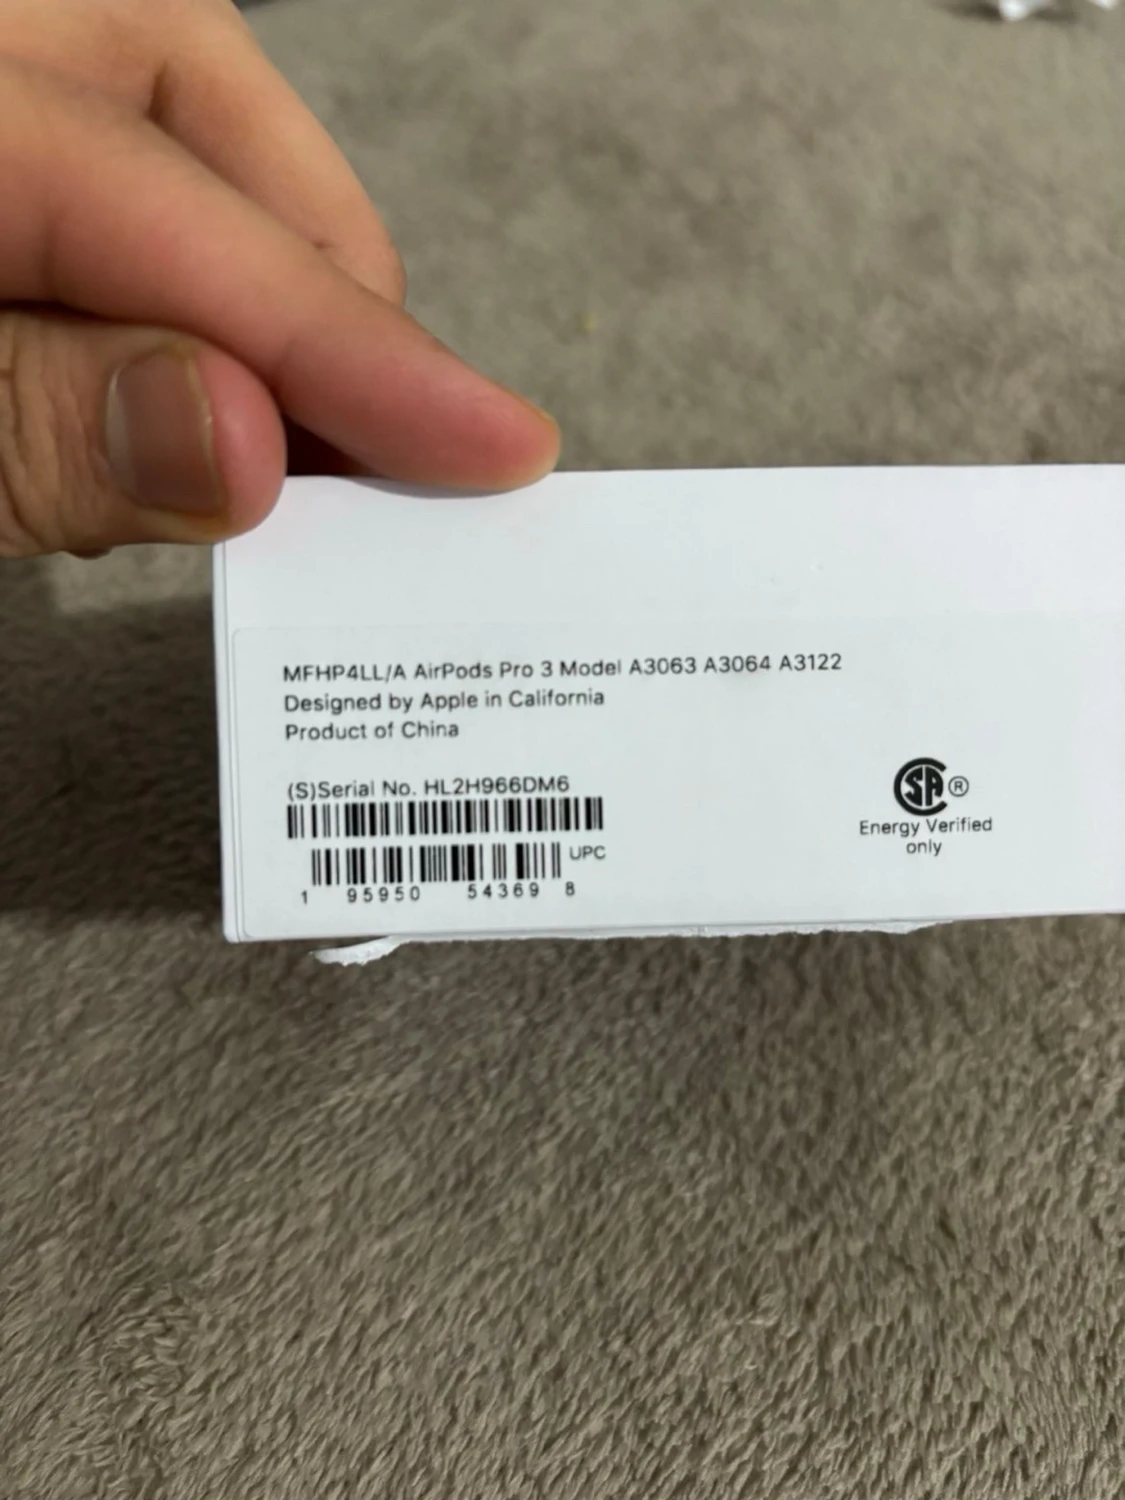 MFHP4LL/A AirPods Pro 3 Model A3063 A3064 A3122
Designed by Apple in California
Product of China
(S)Serial No. HL2H966DM6
UPC
1 95950 54369 8
SA ®
Energy Verified
only